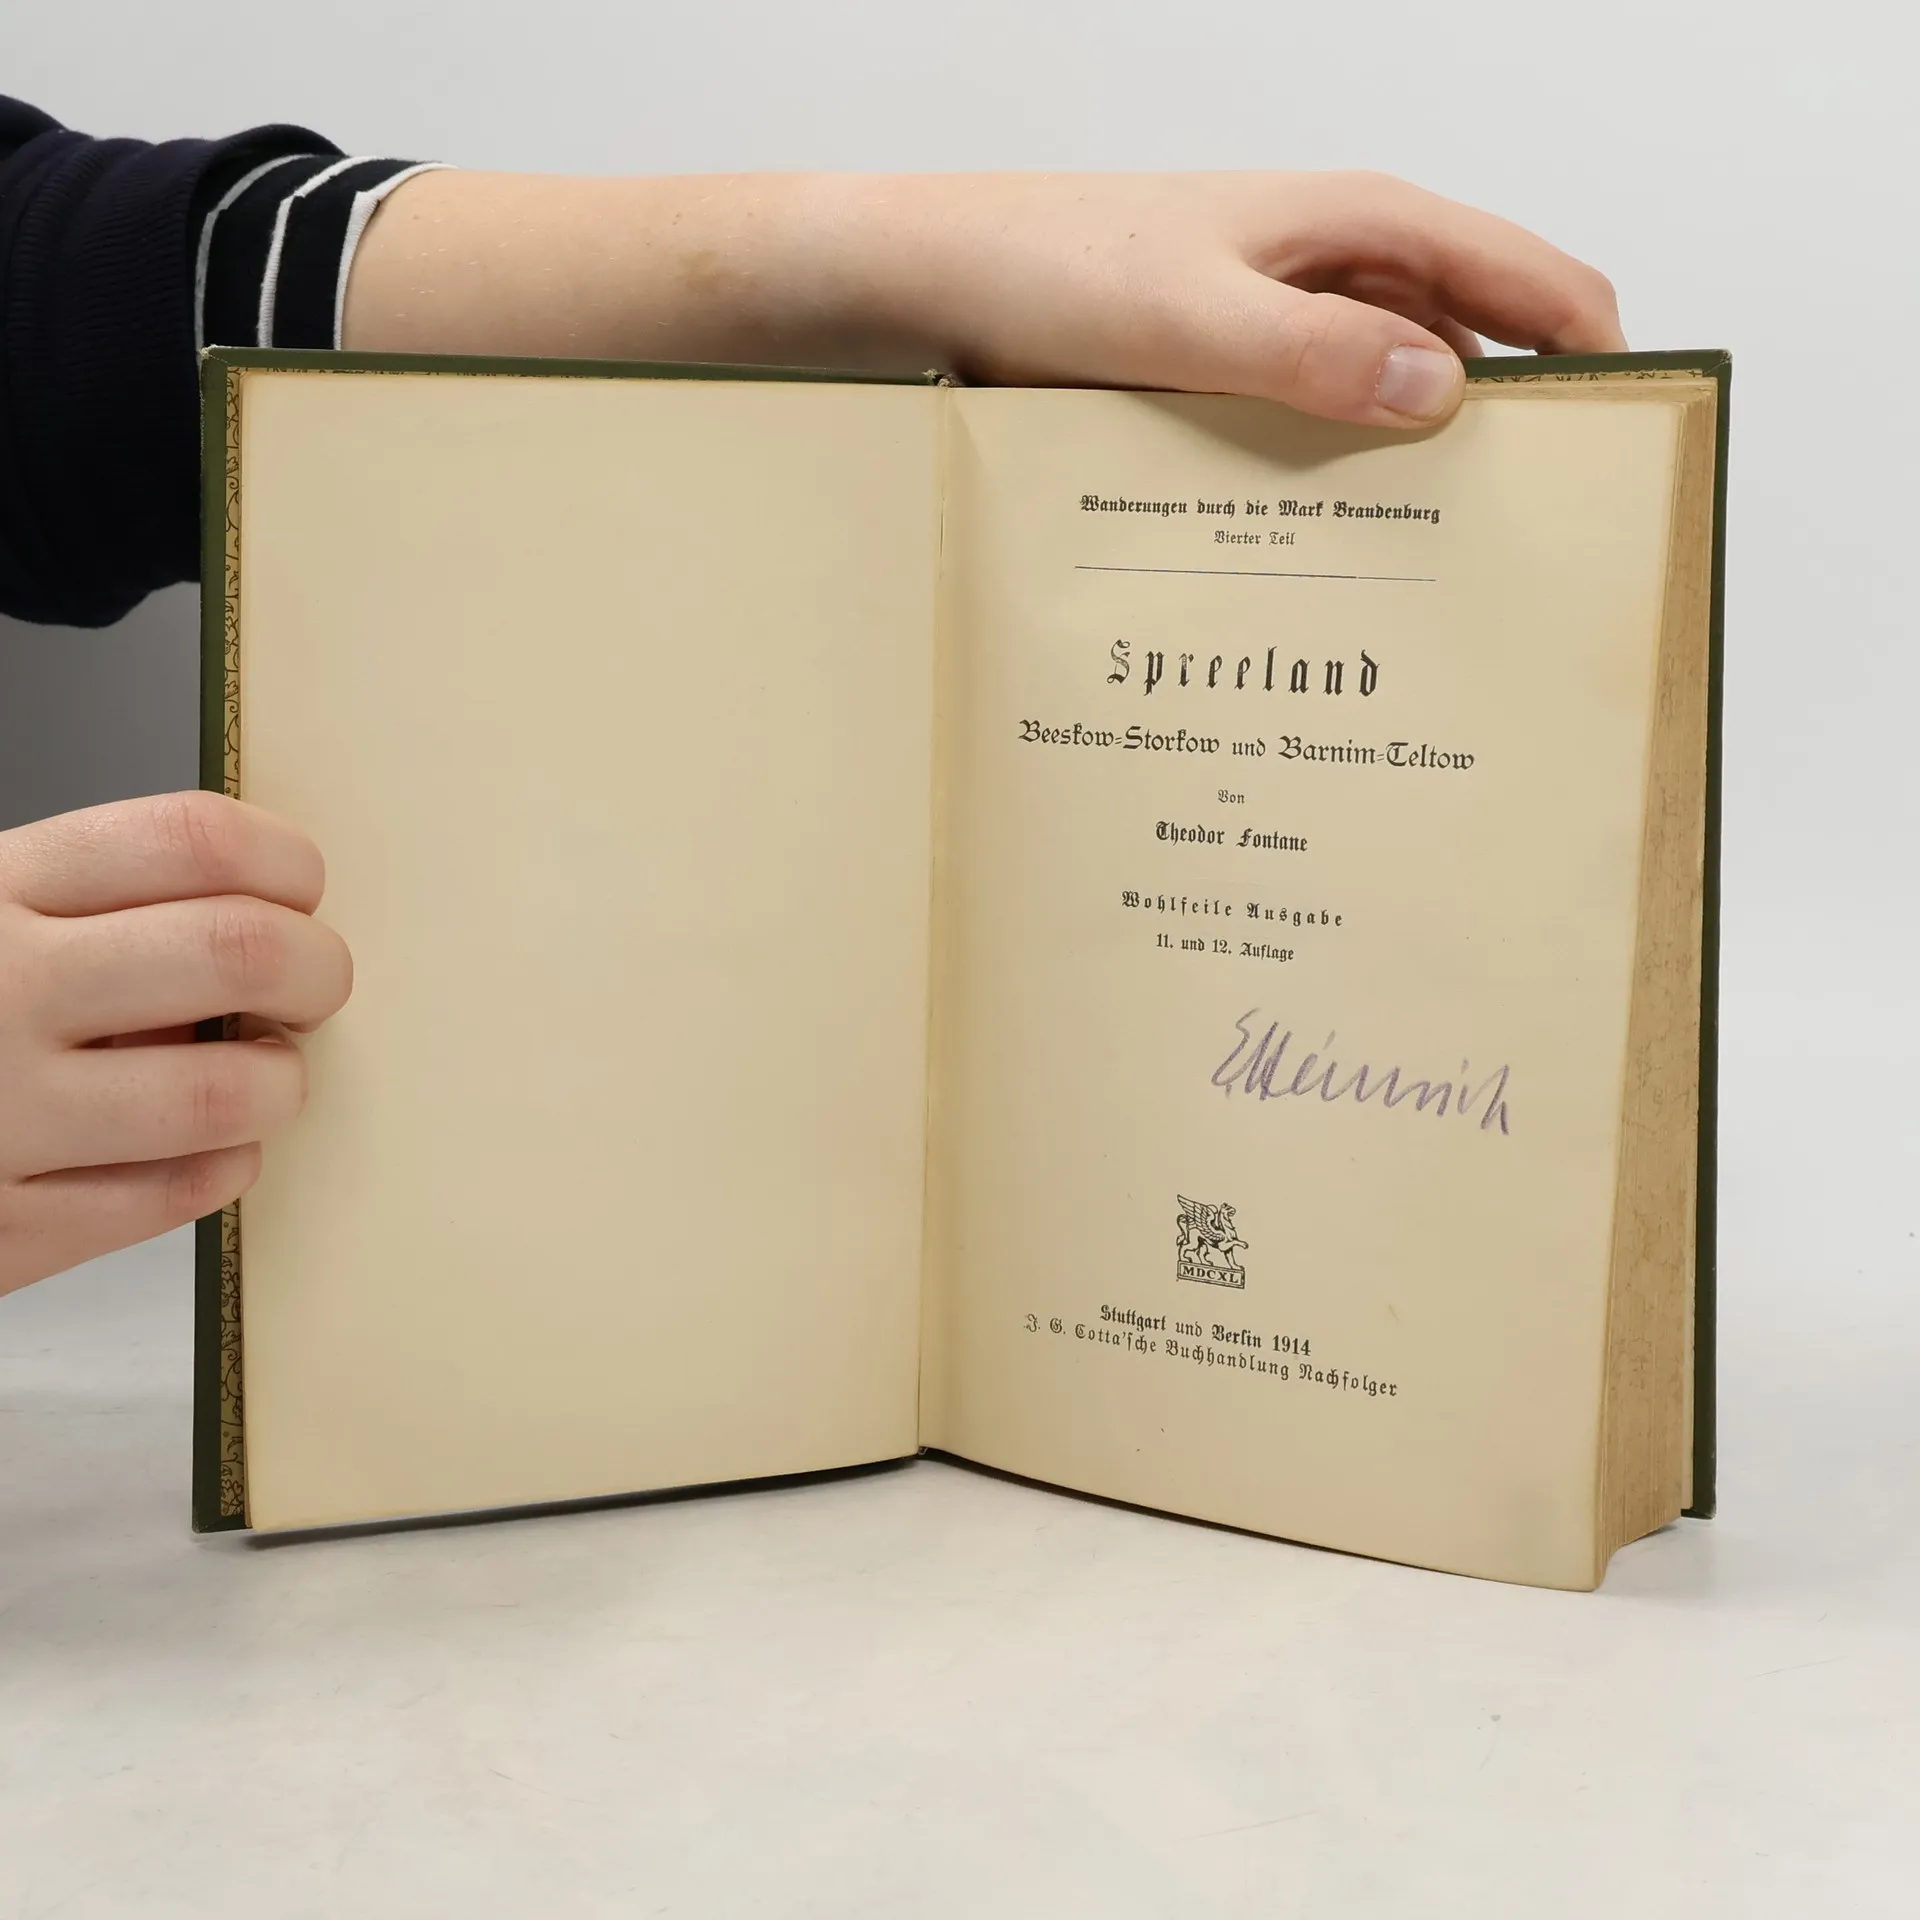 Wanderungen durch die Mark Brandenburg
Vierter Teil
Spreeland
Beeskow-Storkow und Barnim-Teltow
Von
Theodor Fontane
Wohlfeile Ausgabe
11. und 12. Auflage
MDCXL
Stuttgart und Berlin 1914
J. G. Cotta'sche Buchhandlung Nachfolger